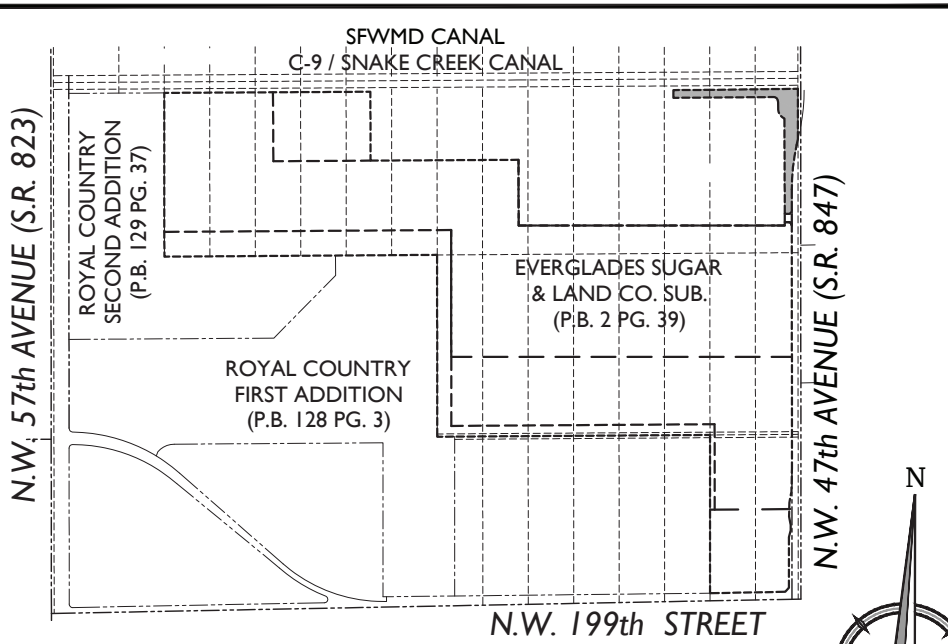 SFWMD CANAL
C-9 / SNAKE CREEK CANAL
N.W. 57th AVENUE (S.R. 823)
ROYAL COUNTRY
SECOND ADDITION
(P.B. 129 PG. 37)
EVERGLADES SUGAR
& LAND CO. SUB.
(P.B. 2 PG. 39)
N.W. 47th AVENUE (S.R. 847)
ROYAL COUNTRY
FIRST ADDITION
(P.B. 128 PG. 3)
N
N.W. 199th STREET